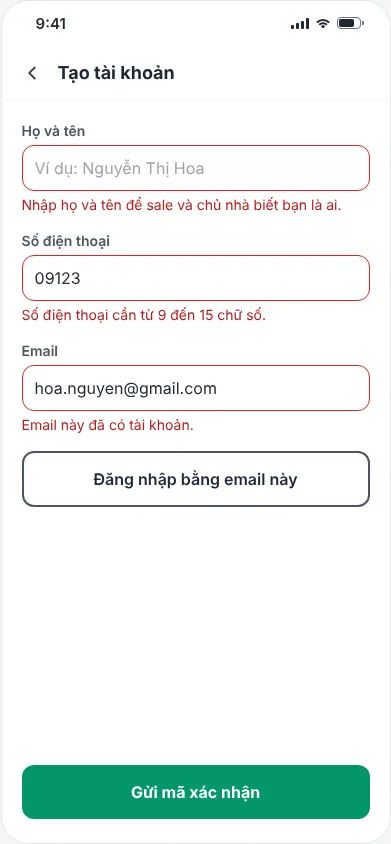 9:41
Tạo tài khoản
Họ và tên
Ví dụ: Nguyễn Thị Hoa
Nhập họ và tên để sale và chủ nhà biết bạn là ai.
Số điện thoại
09123
Số điện thoại cần từ 9 đến 15 chữ số.
Email
hoa.nguyen@gmail.com
Email này đã có tài khoản.
Đăng nhập bằng email này
Gửi mã xác nhận